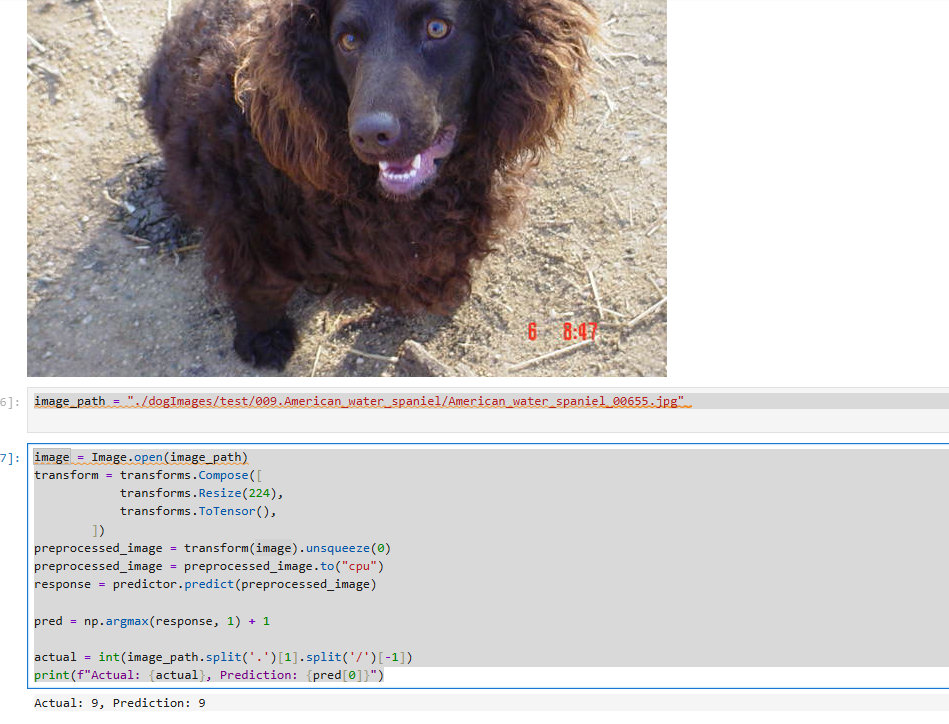 6 8:47
6]:
image_path = "./dogImages/test/009.American_water_spaniel/American_water_spaniel_00655.jpg"
7]:
image = Image.open(image_path)
transform = transforms.Compose([
transforms.Resize(224),
transforms.ToTensor(),
])
preprocessed_image = transform(image).unsqueeze(0)
preprocessed_image = preprocessed_image.to("cpu")
response = predictor.predict(preprocessed_image)
pred = np.argmax(response, 1) + 1
actual = int(image_path.split('.')[1].split('/')[-1])
print(f"Actual: {actual}, Prediction: {pred[0]}")
Actual: 9, Prediction: 9